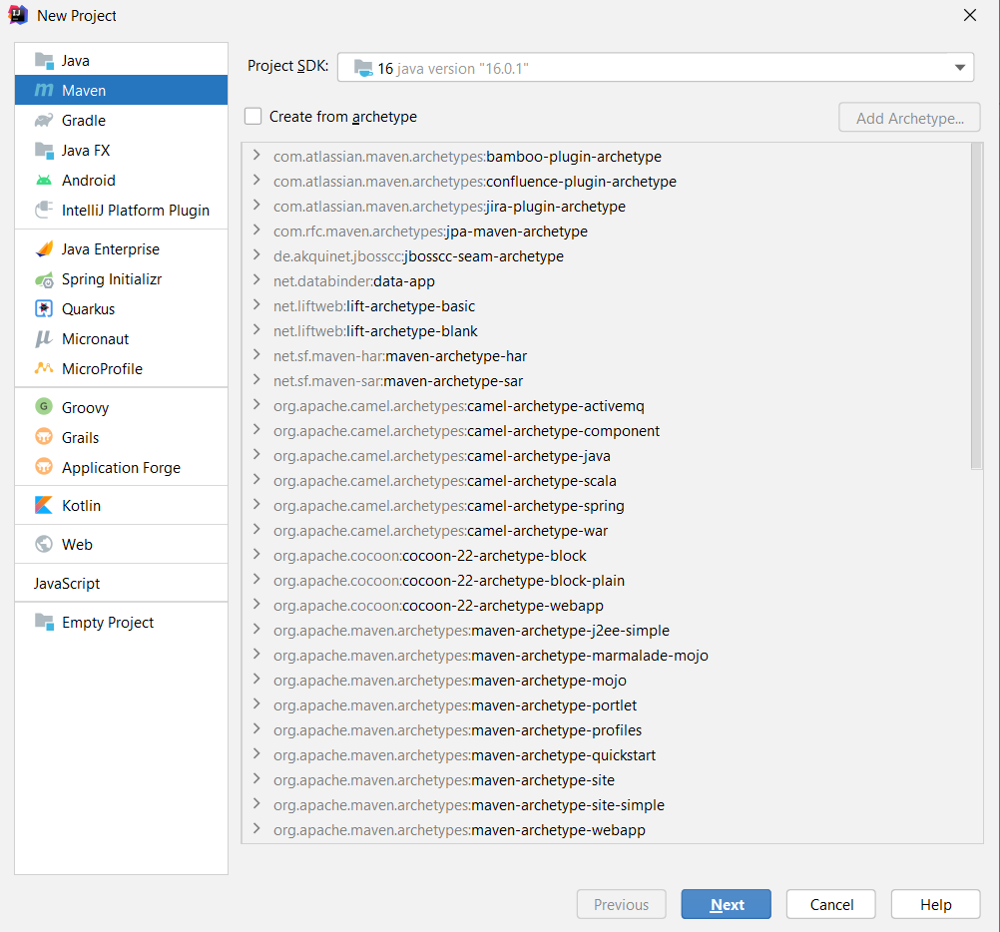 New Project
Java
Maven
Gradle
Java FX
Android
IntelliJ Platform Plugin
Java Enterprise
Spring Initializr
Quarkus
Micronaut
MicroProfile
Groovy
Grails
Application Forge
Kotlin
Web
JavaScript
Empty Project
Project SDK: 16 java version "16.0.1"
Create from archetype
Add Archetype...
com.atlassian.maven.archetypes:bamboo-plugin-archetype
com.atlassian.maven.archetypes:confluence-plugin-archetype
com.atlassian.maven.archetypes:jira-plugin-archetype
com.rfc.maven.archetypes:jpa-maven-archetype
de.akquinet.jbosscc:jbosscc-seam-archetype
net.databinder:data-app
net.liftweb:lift-archetype-basic
net.liftweb:lift-archetype-blank
net.sf.maven-har:maven-archetype-har
net.sf.maven-sar:maven-archetype-sar
org.apache.camel.archetypes:camel-archetype-activemq
org.apache.camel.archetypes:camel-archetype-component
org.apache.camel.archetypes:camel-archetype-java
org.apache.camel.archetypes:camel-archetype-scala
org.apache.camel.archetypes:camel-archetype-spring
org.apache.camel.archetypes:camel-archetype-war
org.apache.cocoon:cocoon-22-archetype-block
org.apache.cocoon:cocoon-22-archetype-block-plain
org.apache.cocoon:cocoon-22-archetype-webapp
org.apache.maven.archetypes:maven-archetype-j2ee-simple
org.apache.maven.archetypes:maven-archetype-marmalade-mojo
org.apache.maven.archetypes:maven-archetype-mojo
org.apache.maven.archetypes:maven-archetype-portlet
org.apache.maven.archetypes:maven-archetype-profiles
org.apache.maven.archetypes:maven-archetype-quickstart
org.apache.maven.archetypes:maven-archetype-site
org.apache.maven.archetypes:maven-archetype-site-simple
org.apache.maven.archetypes:maven-archetype-webapp
Previous
Next
Cancel
Help